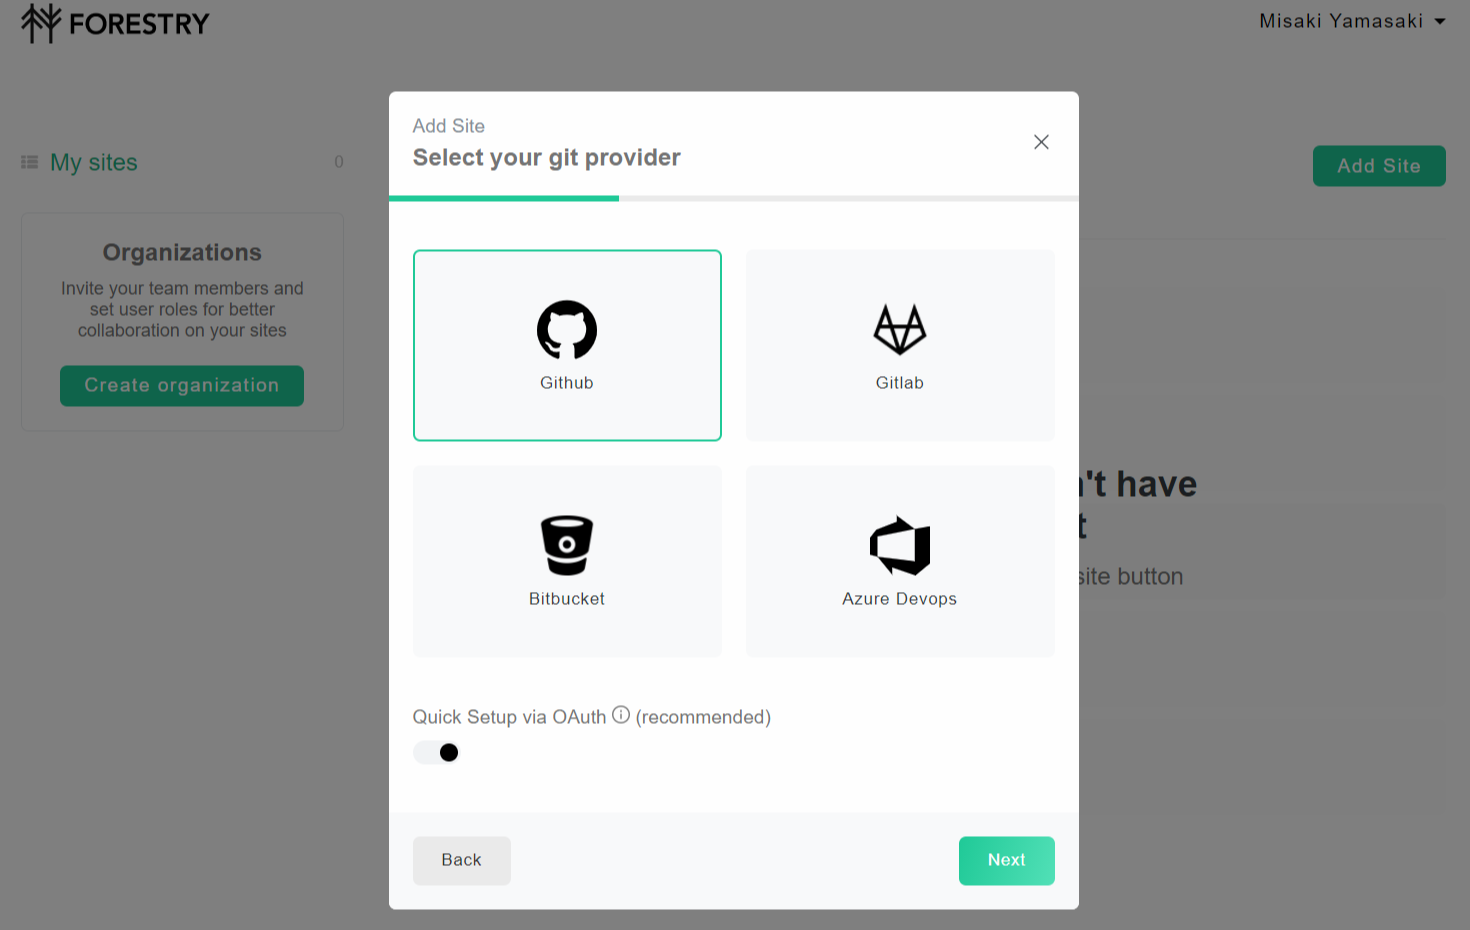 FORESTRY
Misaki Yamasaki
My sites
0
Organizations
Invite your team members and
set user roles for better
collaboration on your sites
Create organization
Add Site
Select your git provider
Github
Gitlab
Bitbucket
Azure Devops
Quick Setup via OAuth (recommended)
Back
Next
Add Site
't have
site button